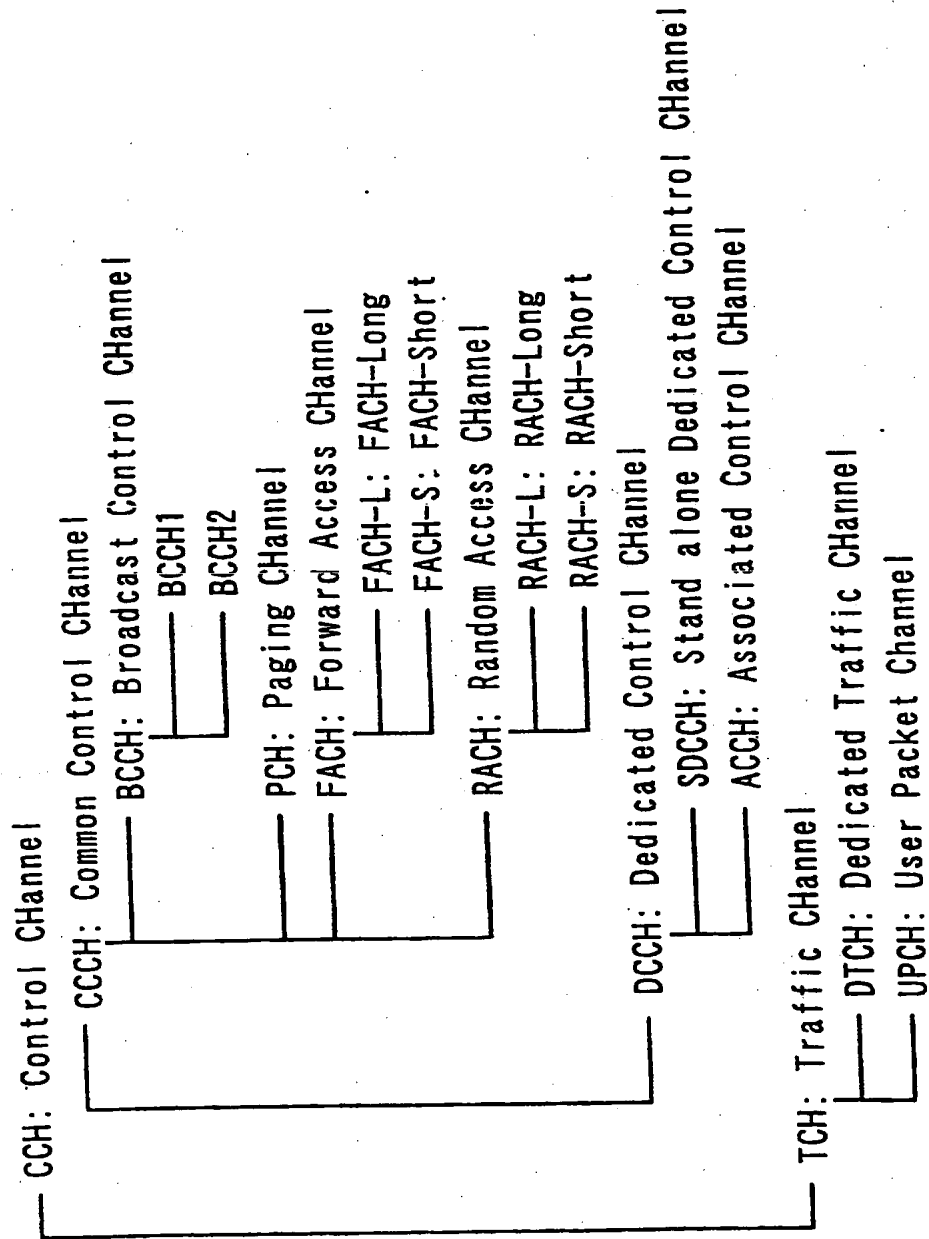 CCH: Control CHannel
CCCH: Common Control CHannel
BCCH: Broadcast Control CHannel
BCCH1
BCCH2
PCH: Paging CHannel
FACH: Forward Access CHannel
FACH-L: FACH-Long
FACH-S: FACH-Short
RACH: Random Access CHannel
RACH-L: RACH-Long
RACH-S: RACH-Short
DCCH: Dedicated Control CHannel
SDCCH: Stand alone Dedicated Control CHannel
ACCH: Associated Control CHannel
TCH: Traffic CHannel
DTCH: Dedicated Traffic CHannel
UPCH: User Packet Channel